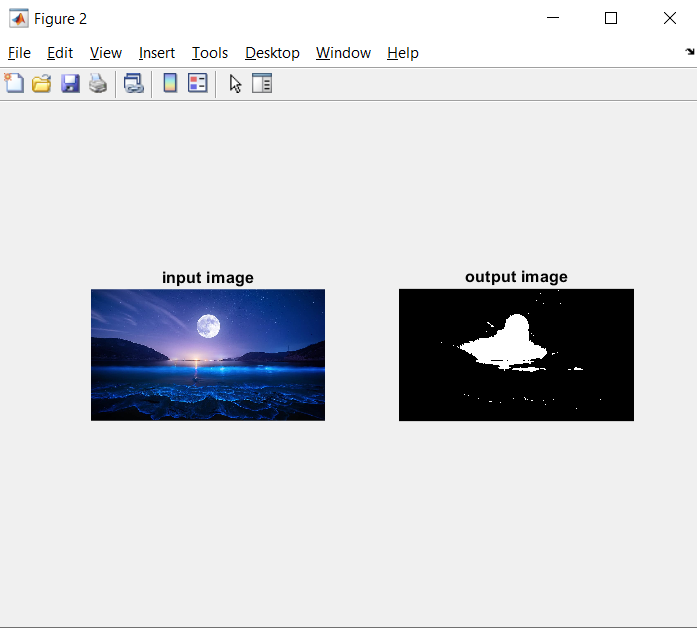 Figure 2
File Edit View Insert Tools Desktop Window Help
input image
output image